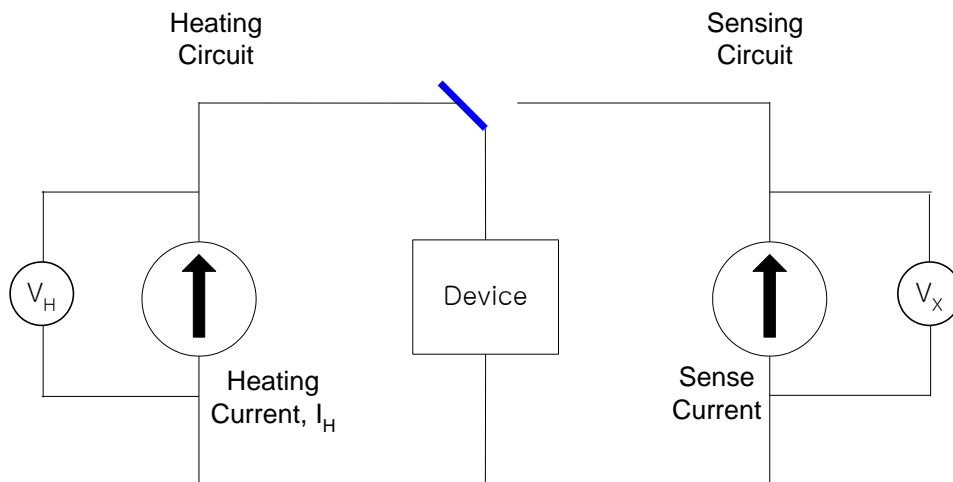 Heating
Circuit
Sensing
Circuit
V_H
Device
V_X
Heating
Current, I_H
Sense
Current